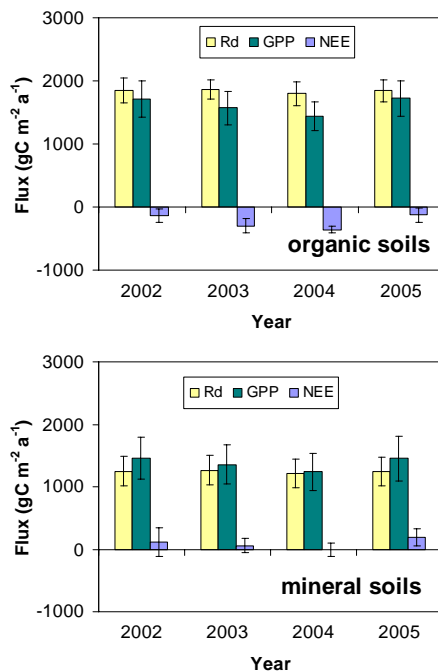 Rd GPP NEE
3000
2000
1000
0
-1000
Flux (gC m⁻² a⁻¹)
organic soils
2002 2003 2004 2005
Year
3000
Rd GPP NEE
2000
1000
0
-1000
Flux (gC m⁻² a⁻¹)
mineral soils
2002 2003 2004 2005
Year